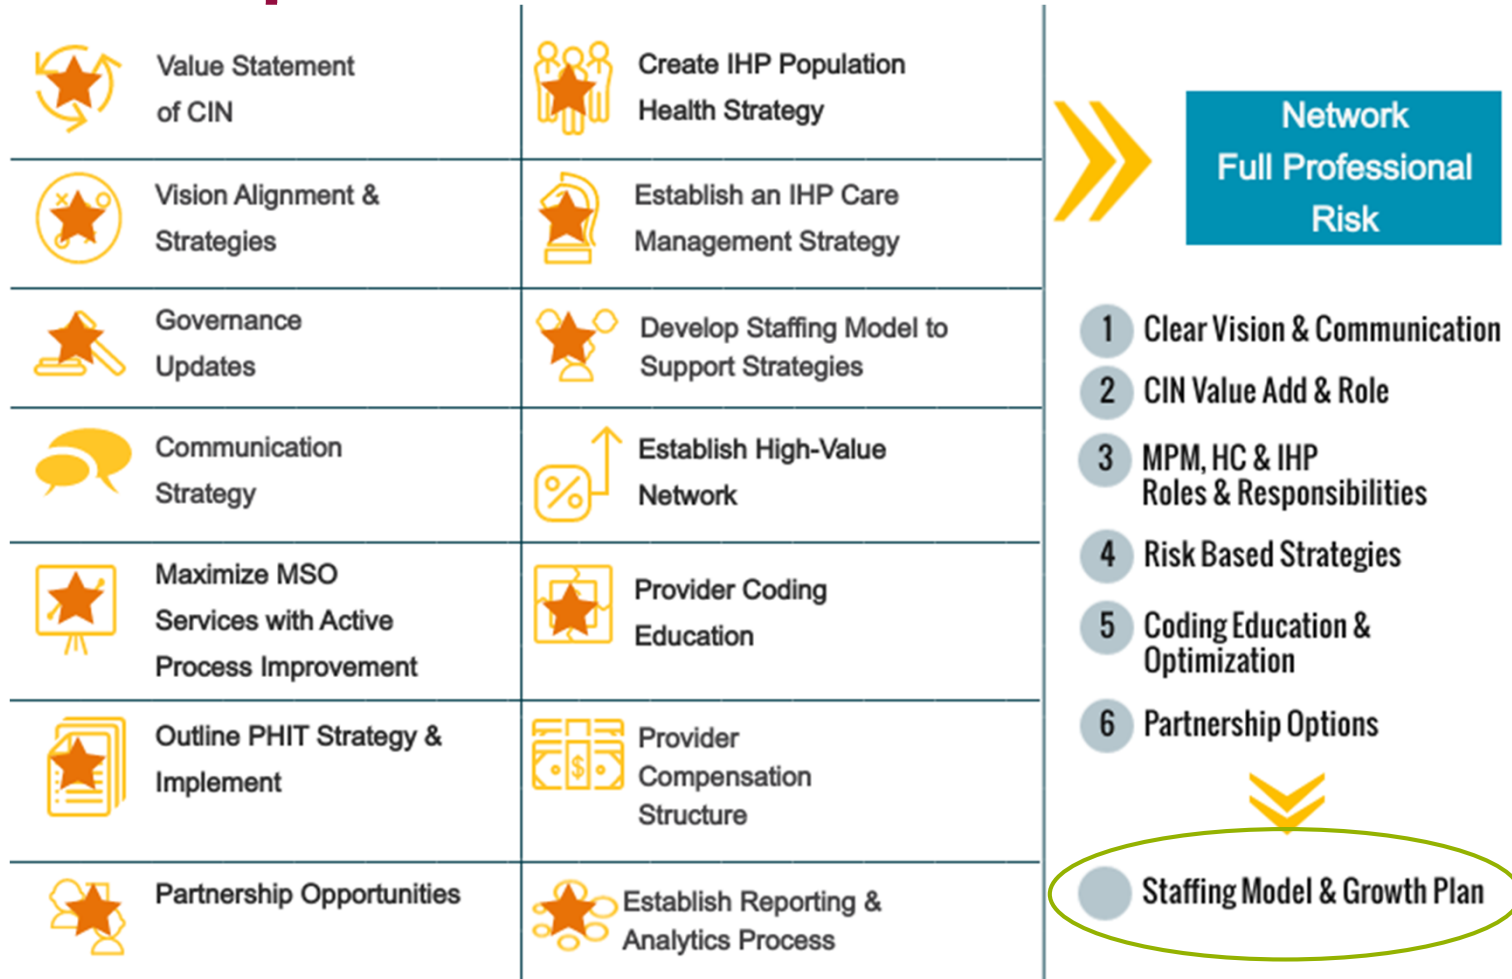 Value Statement
of CIN
Create IHP Population
Health Strategy
Vision Alignment &
Strategies
Establish an IHP Care
Management Strategy
Governance
Updates
Develop Staffing Model to
Support Strategies
Communication
Strategy
Establish High-Value
Network
Maximize MSO
Services with Active
Process Improvement
Provider Coding
Education
Outline PHIT Strategy &
Implement
Provider
Compensation
Structure
Partnership Opportunities
Establish Reporting &
Analytics Process
Network
Full Professional
Risk
1 Clear Vision & Communication
2 CIN Value Add & Role
3 MPM, HC & IHP
Roles & Responsibilities
4 Risk Based Strategies
5 Coding Education &
Optimization
6 Partnership Options
Staffing Model & Growth Plan